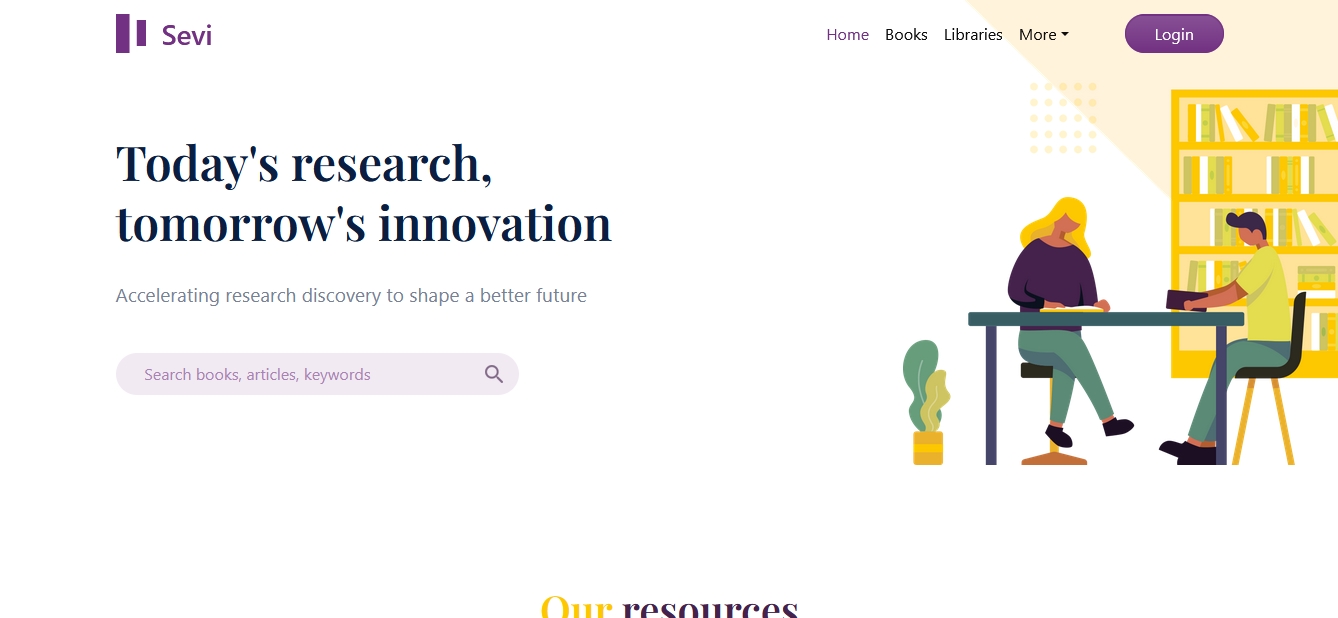 Sevi
Home Books Libraries More Login
Today's research,
tomorrow's innovation
Accelerating research discovery to shape a better future
Search books, articles, keywords
Our resources